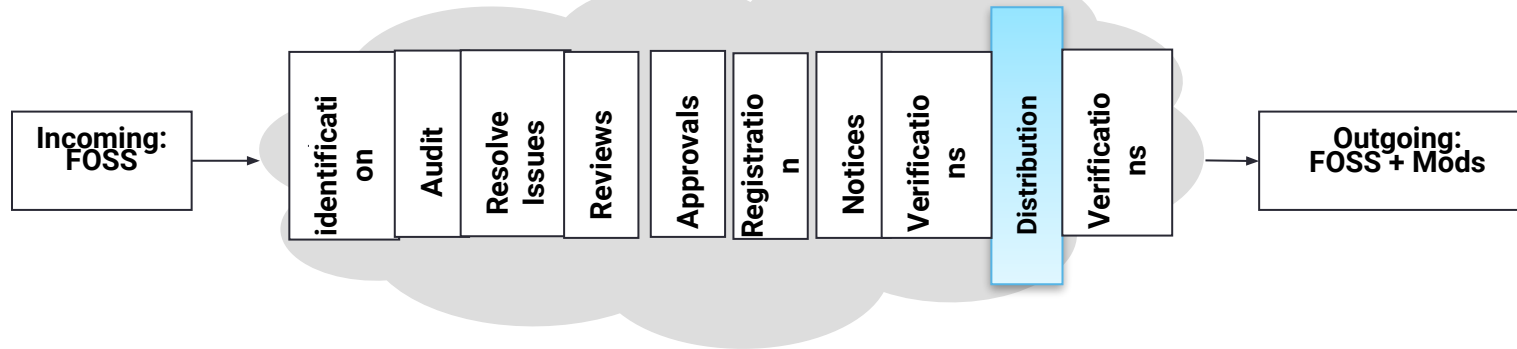 Incoming:
FOSS
identificati
on
Audit
Resolve
Issues
Reviews
Approvals
Registratio
n
Notices
Verificatio
ns
Distribution
Verificatio
ns
Outgoing:
FOSS + Mods